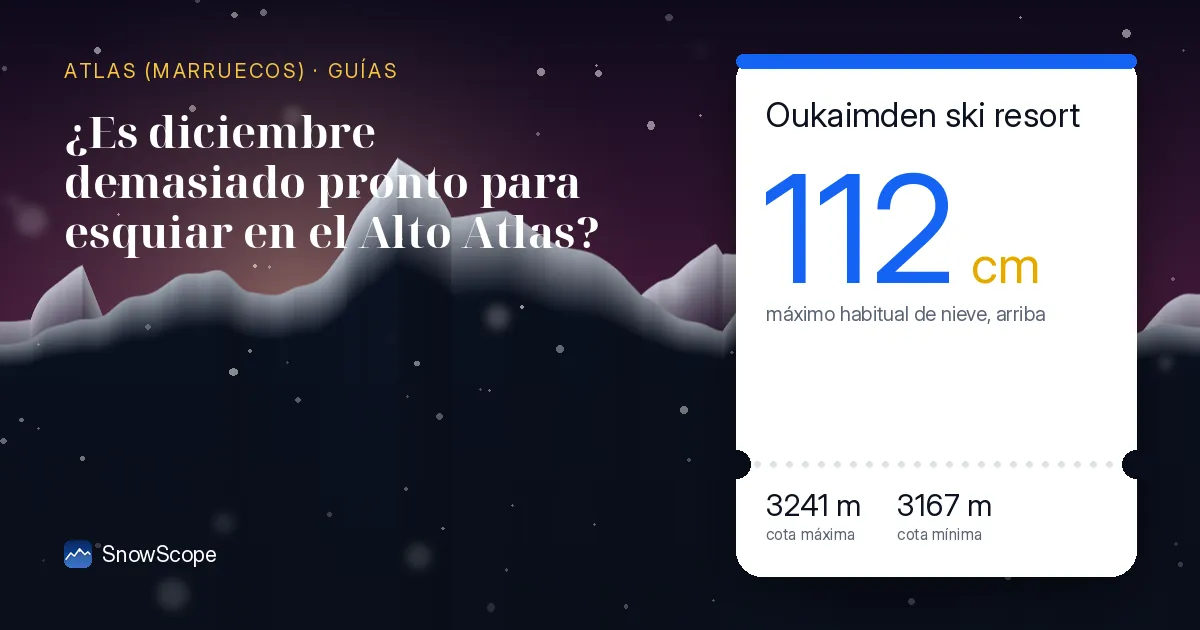 ATLAS (MARRUECOS) · GUÍAS
¿Es diciembre
demasiado pronto para
esquiar en el Alto Atlas?
SnowScope
Oukaimden ski resort
112 cm
máximo habitual de nieve, arriba
3241 m 3167 m
cota máxima cota mínima